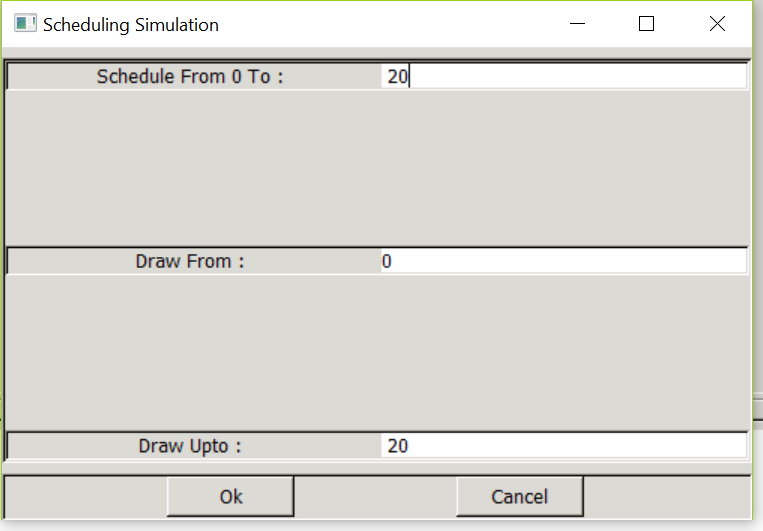 Scheduling Simulation
Schedule From 0 To : 20
Draw From : 0
Draw Upto : 20
Ok Cancel